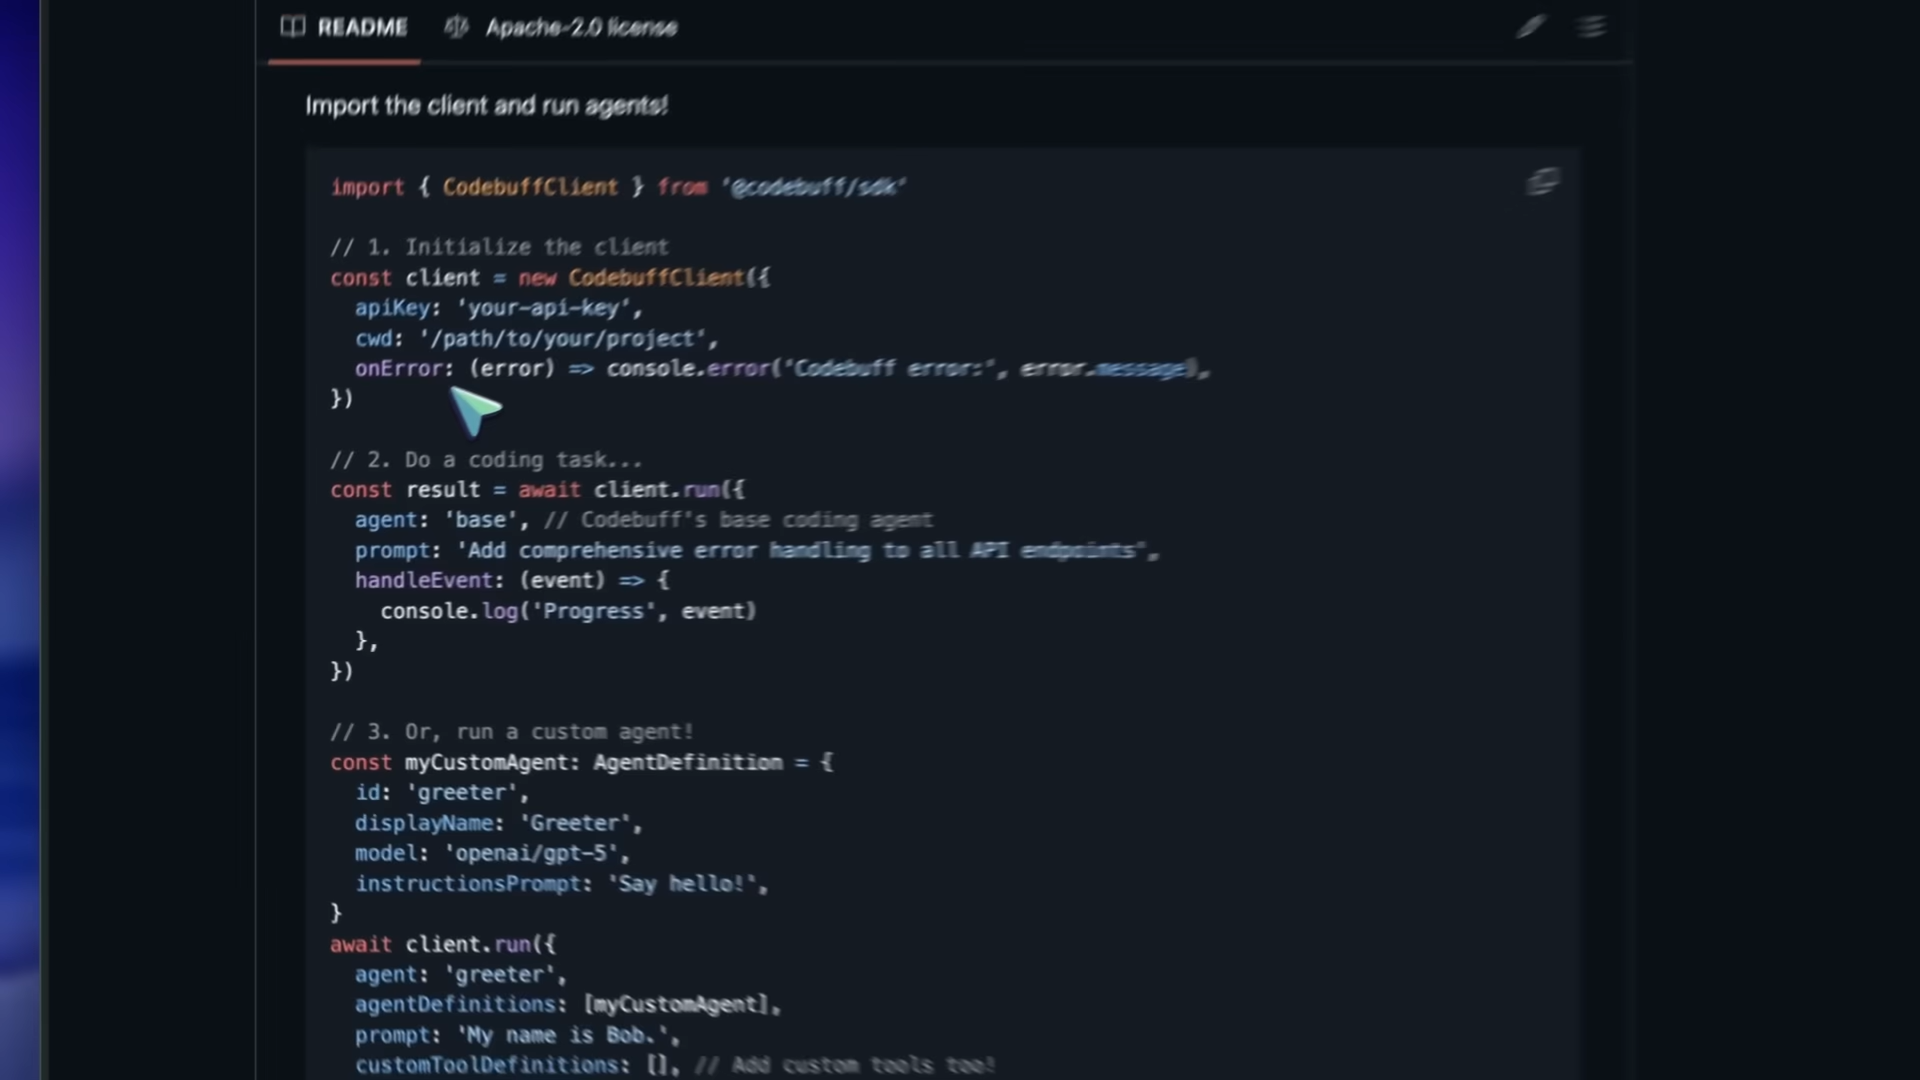 README
Apache-2.0 license
Import the client and run agents!
import { CodebuffClient } from '@codebuff/sdk'
// 1. Initialize the client
const client = new CodebuffClient({
  apiKey: 'your-api-key',
  cwd: '/path/to/your/project',
  onError: (error) => console.error('Codebuff error:', error.message),
})
// 2. Do a coding task...
const result = await client.run({
  agent: 'base', // Codebuff's base coding agent
  prompt: 'Add comprehensive error handling to all API endpoints',
  handleEvent: (event) => {
    console.log('Progress', event)
  },
})
// 3. Or, run a custom agent!
const myCustomAgent: AgentDefinition = {
  id: 'greeter',
  displayName: 'Greeter',
  model: 'openai/gpt-5',
  instructionsPrompt: 'Say hello!',
}
await client.run({
  agent: 'greeter',
  agentDefinitions: [myCustomAgent],
  prompt: 'My name is Bob.',
  customToolDefinitions: [], // Add custom tools too!